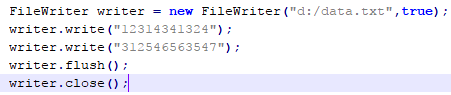 FileWriter writer = new FileWriter("d:/data.txt",true);
writer.write("12314341324");
writer.write("312546563547");
writer.flush();
writer.close();